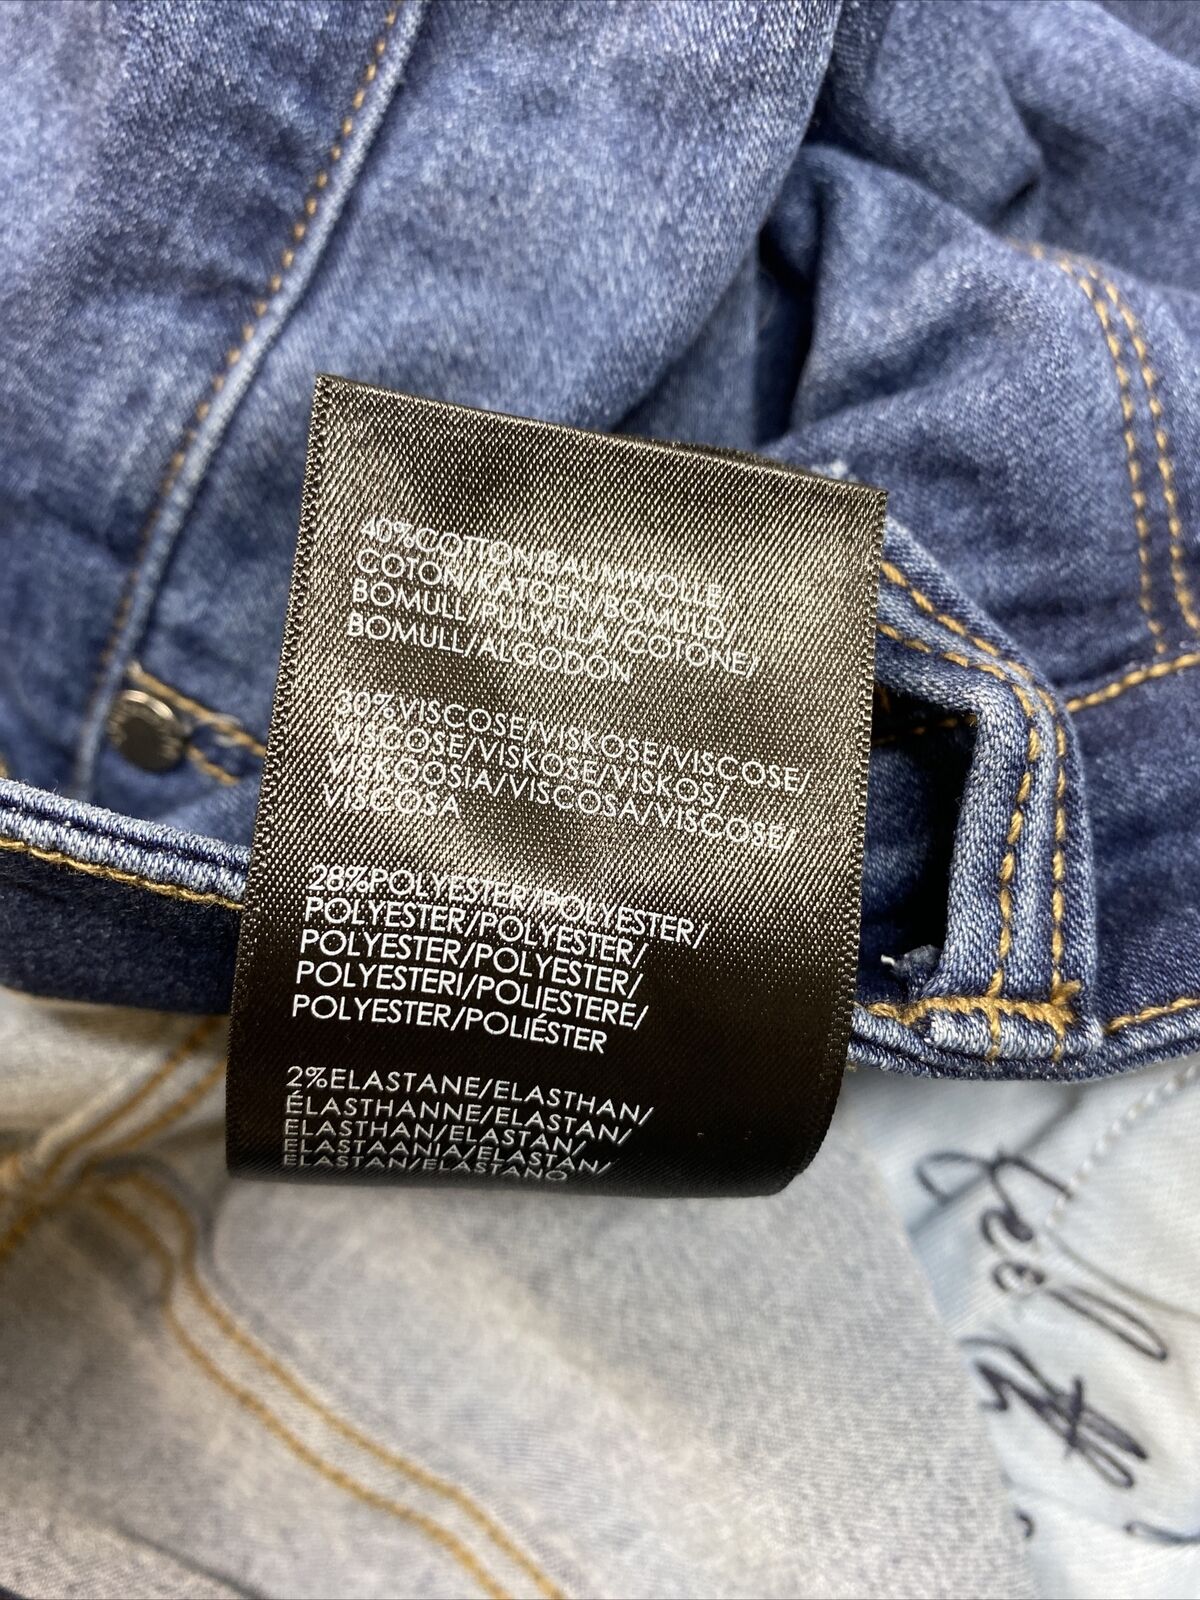 40%COTTON/BAUMWOLLE/
COTON/KATOEN/BOMULD/
BOMULL/PUUVILLA/COTONE/
BOMULL/ALGODÓN
30%VISCOSE/VISKOSE/VISCOSE/
VISCOSE/VISKOSE/VISKOS/
VISKOOSIA/VISCOSA/VISCOSE/
VISCOSA
28%POLYESTER/POLYESTER/
POLYESTER/POLYESTER/
POLYESTER/POLYESTER/
POLYESTERI/POLIESTERE/
POLYESTER/POLIÉSTER
2%ELASTANE/ELASTHAN/
ÉLASTHANNE/ELASTAN/
ELASTHAN/ELASTAN/
ELASTAANIA/ELASTAN/
ELASTAN/ELASTANO